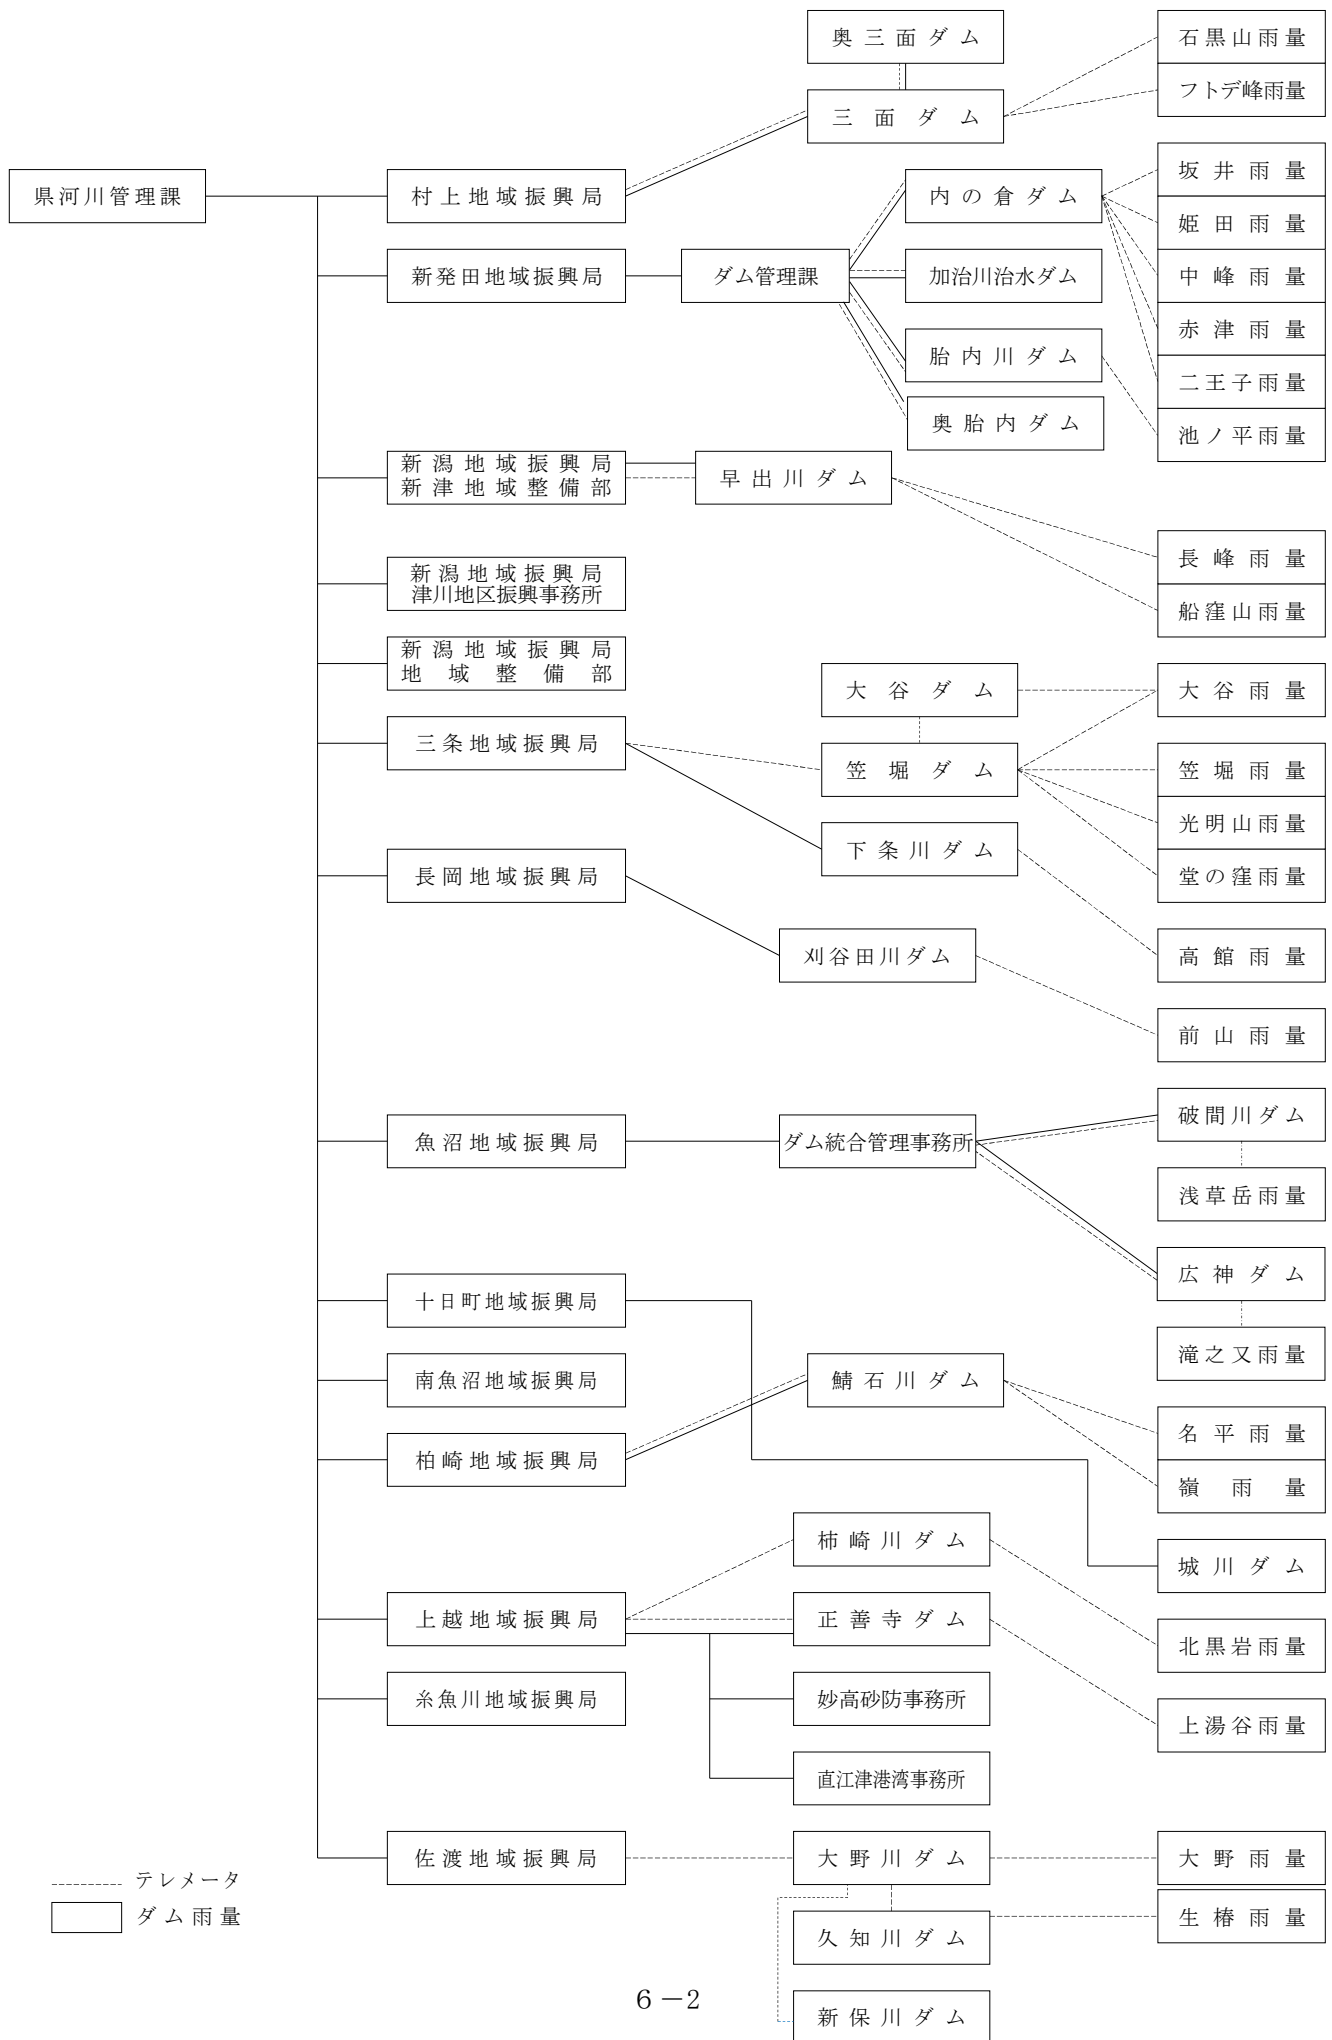 奥三面ダム
石黒山雨量
フトデ峰雨量
三面ダム
県河川管理課
村上地域振興局
内の倉ダム
坂井雨量
姫田雨量
新発田地域振興局
ダム管理課
加治川治水ダム
中峰雨量
赤津雨量
胎内川ダム
二王子雨量
奥胎内ダム
池ノ平雨量
新潟地域振興局
新津地域整備部
早出川ダム
長峰雨量
新潟地域振興局
津川地区振興事務所
船窪山雨量
新潟地域振興局
地域整備部
大谷ダム
大谷雨量
三条地域振興局
笠堀ダム
笠堀雨量
光明山雨量
下条川ダム
堂の窪雨量
長岡地域振興局
刈谷田川ダム
高館雨量
前山雨量
魚沼地域振興局
ダム統合管理事務所
破間川ダム
浅草岳雨量
広神ダム
十日町地域振興局
滝之又雨量
南魚沼地域振興局
鯖石川ダム
名平雨量
柏崎地域振興局
嶺雨量
柿崎川ダム
城川ダム
上越地域振興局
正善寺ダム
北黒岩雨量
糸魚川地域振興局
妙高砂防事務所
上湯谷雨量
直江津港湾事務所
佐渡地域振興局
大野川ダム
大野雨量
テレメータ
ダム雨量
久知川ダム
生椿雨量
新保川ダム
6-2